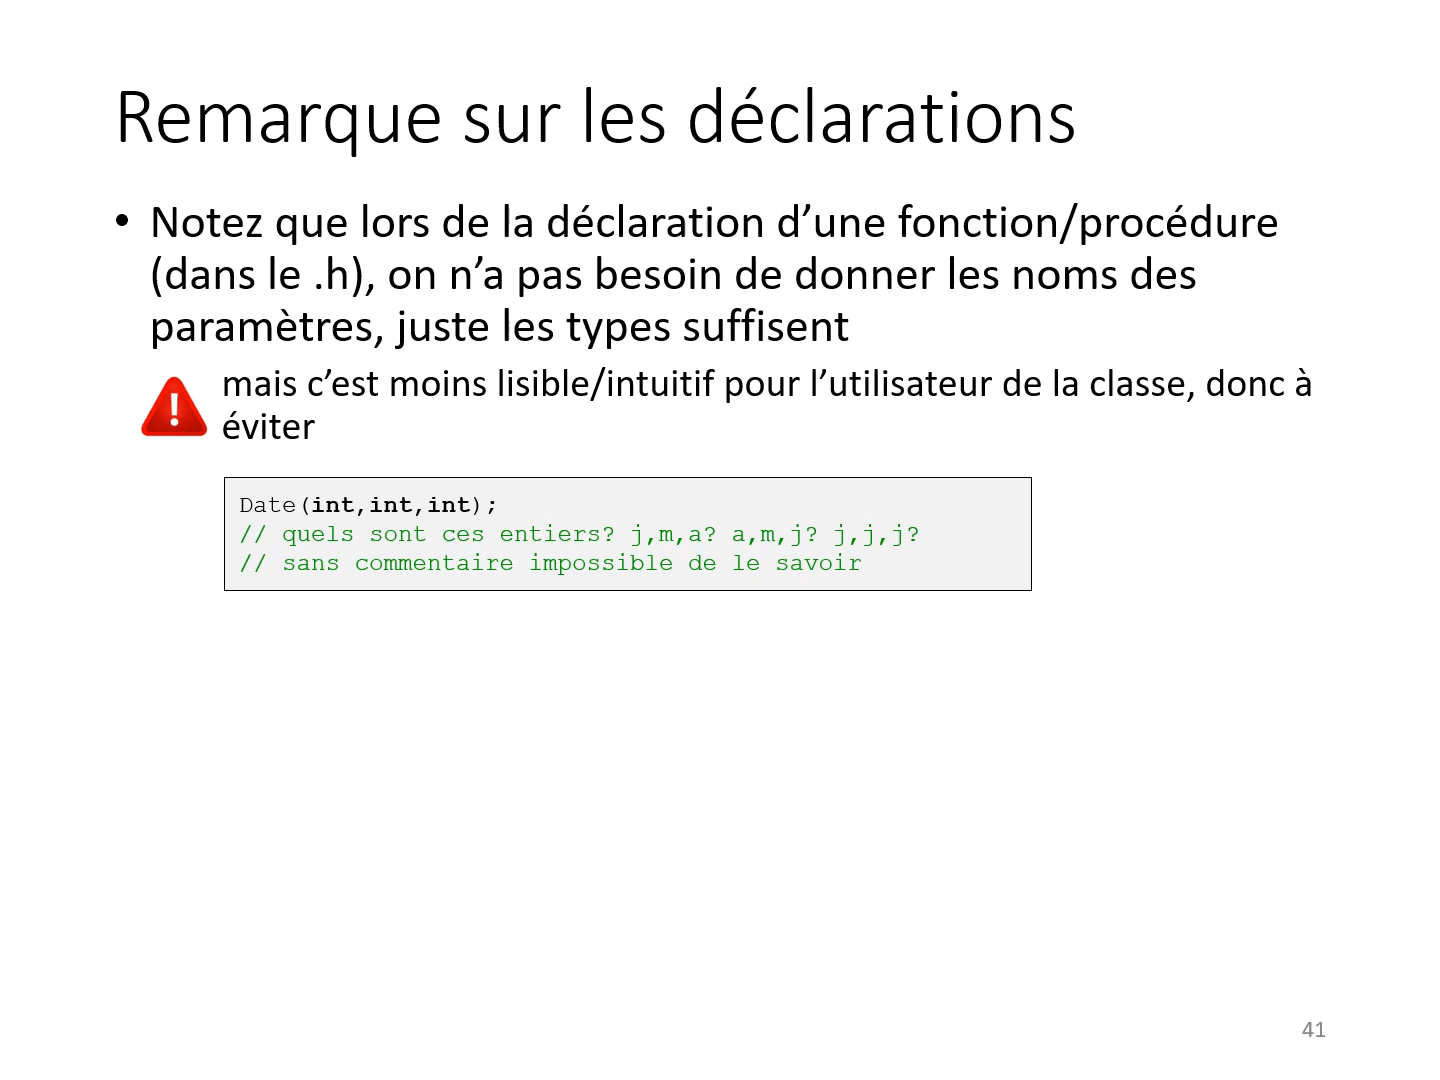 Remarque sur les déclarations
• Notez que lors de la déclaration d’une fonction/procédure
(dans le .h), on n’a pas besoin de donner les noms des
paramètres, juste les types suffisent
mais c’est moins lisible/intuitif pour l’utilisateur de la classe, donc à
éviter
Date(int,int,int);
// quels sont ces entiers? j,m,a? a,m,j? j,j,j?
// sans commentaire impossible de le savoir
41